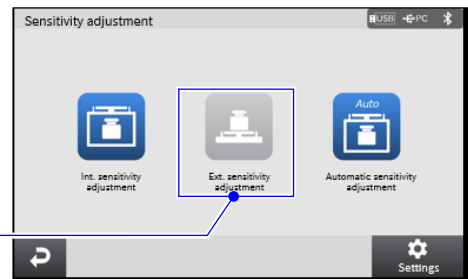 Sensitivity adjustment
USB PC
Auto
Int. sensitivity
adjustment
Ext. sensitivity
adjustment
Automatic sensitivity
adjustment
Settings